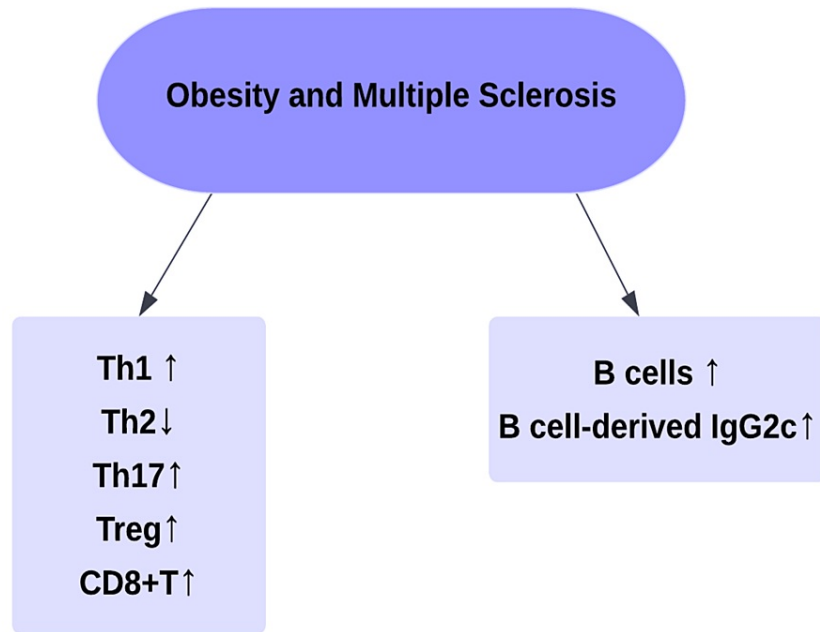 Obesity and Multiple Sclerosis
Th1 ↑
Th2↓
Th17↑
Treg↑
CD8+T↑
B cells ↑
B cell-derived IgG2c↑